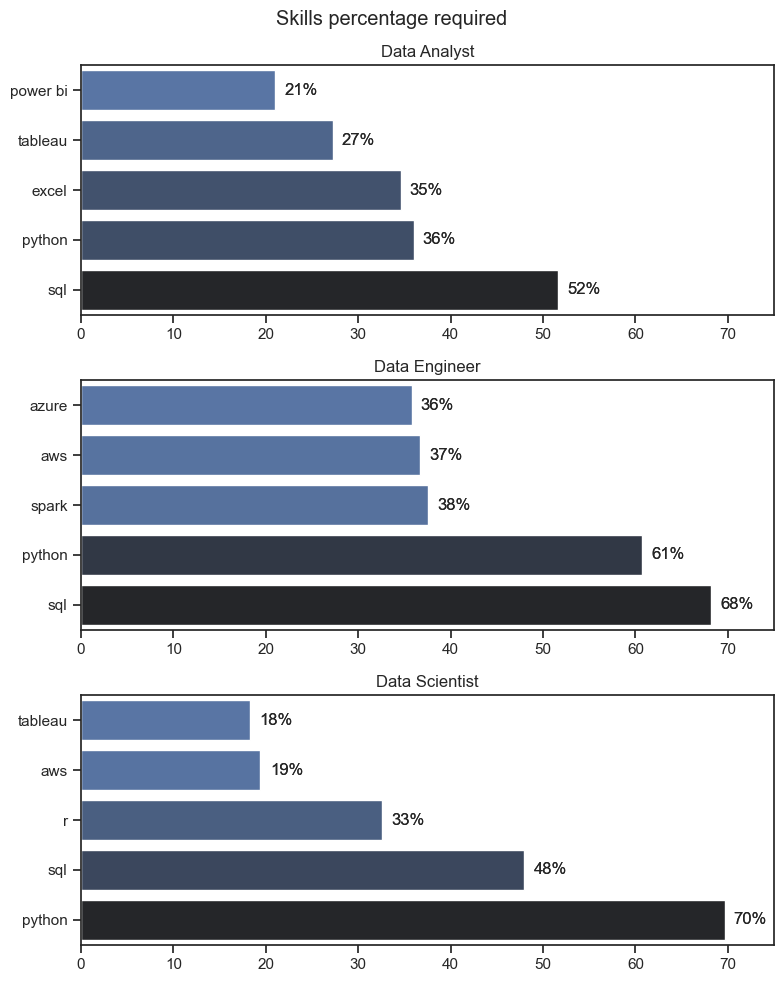 Skills percentage required
Data Analyst
power bi 21%
tableau 27%
excel 35%
python 36%
sql 52%
0 10 20 30 40 50 60 70
Data Engineer
azure 36%
aws 37%
spark 38%
python 61%
sql 68%
0 10 20 30 40 50 60 70
Data Scientist
tableau 18%
aws 19%
r 33%
sql 48%
python 70%
0 10 20 30 40 50 60 70